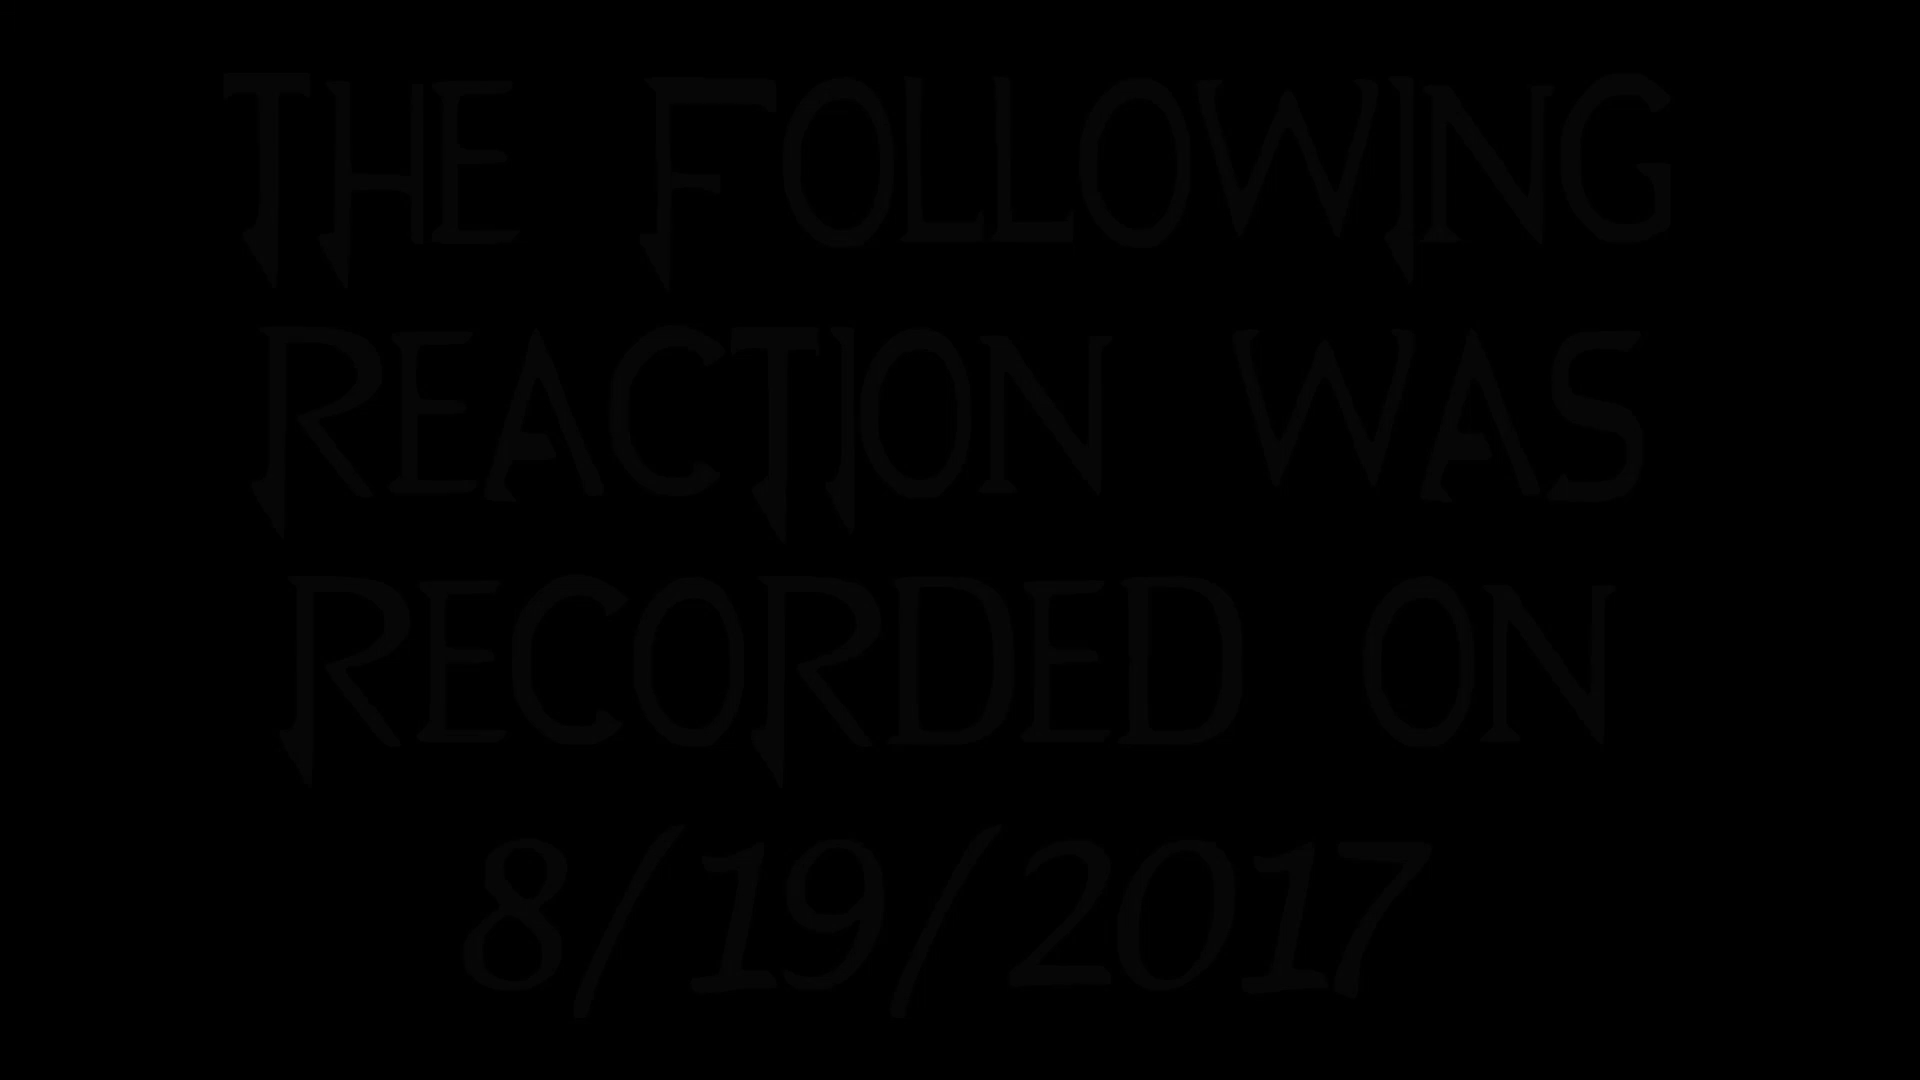 The Following
Reaction was
Recorded on
8/19/2017